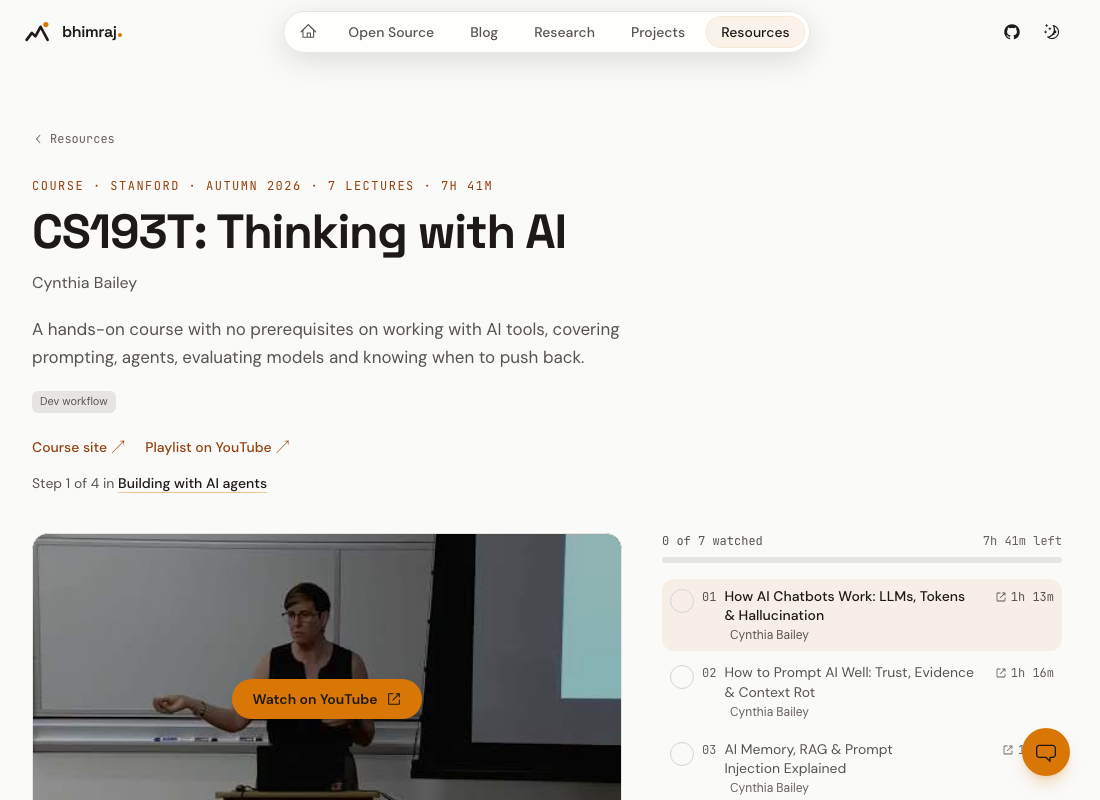 bhimraj.
Open Source
Blog
Research
Projects
Resources
Resources
COURSE · STANFORD · AUTUMN 2026 · 7 LECTURES · 7H 41M
CS193T: Thinking with AI
Cynthia Bailey
A hands-on course with no prerequisites on working with AI tools, covering
prompting, agents, evaluating models and knowing when to push back.
Dev workflow
Course site
Playlist on YouTube
Step 1 of 4 in Building with AI agents
Watch on YouTube
0 of 7 watched
7h 41m left
01 How AI Chatbots Work: LLMs, Tokens 1h 13m
& Hallucination
Cynthia Bailey
02 How to Prompt AI Well: Trust, Evidence 1h 16m
& Context Rot
Cynthia Bailey
03 AI Memory, RAG & Prompt
Injection Explained
Cynthia Bailey